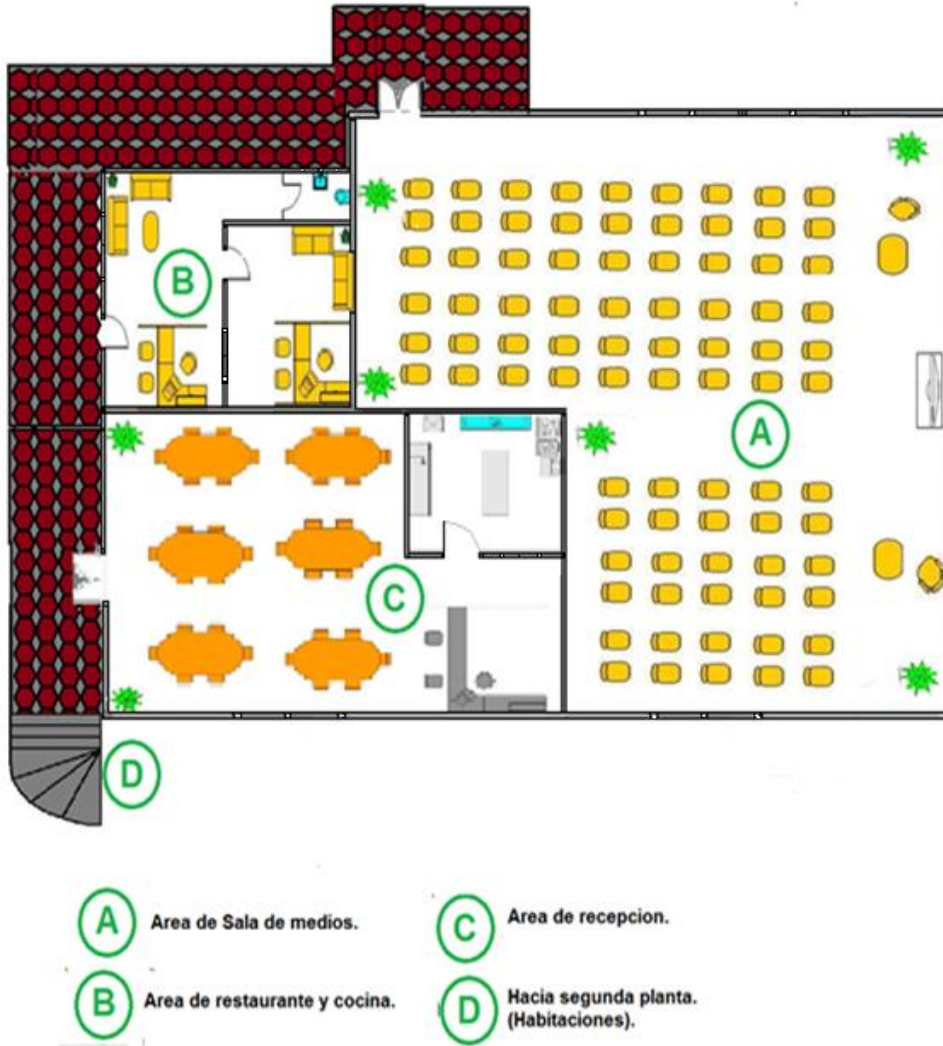 B
A
C
D
A Area de Sala de medios.
C Area de recepcion.
B Area de restaurante y cocina.
D Hacia segunda planta.
(Habitaciones).